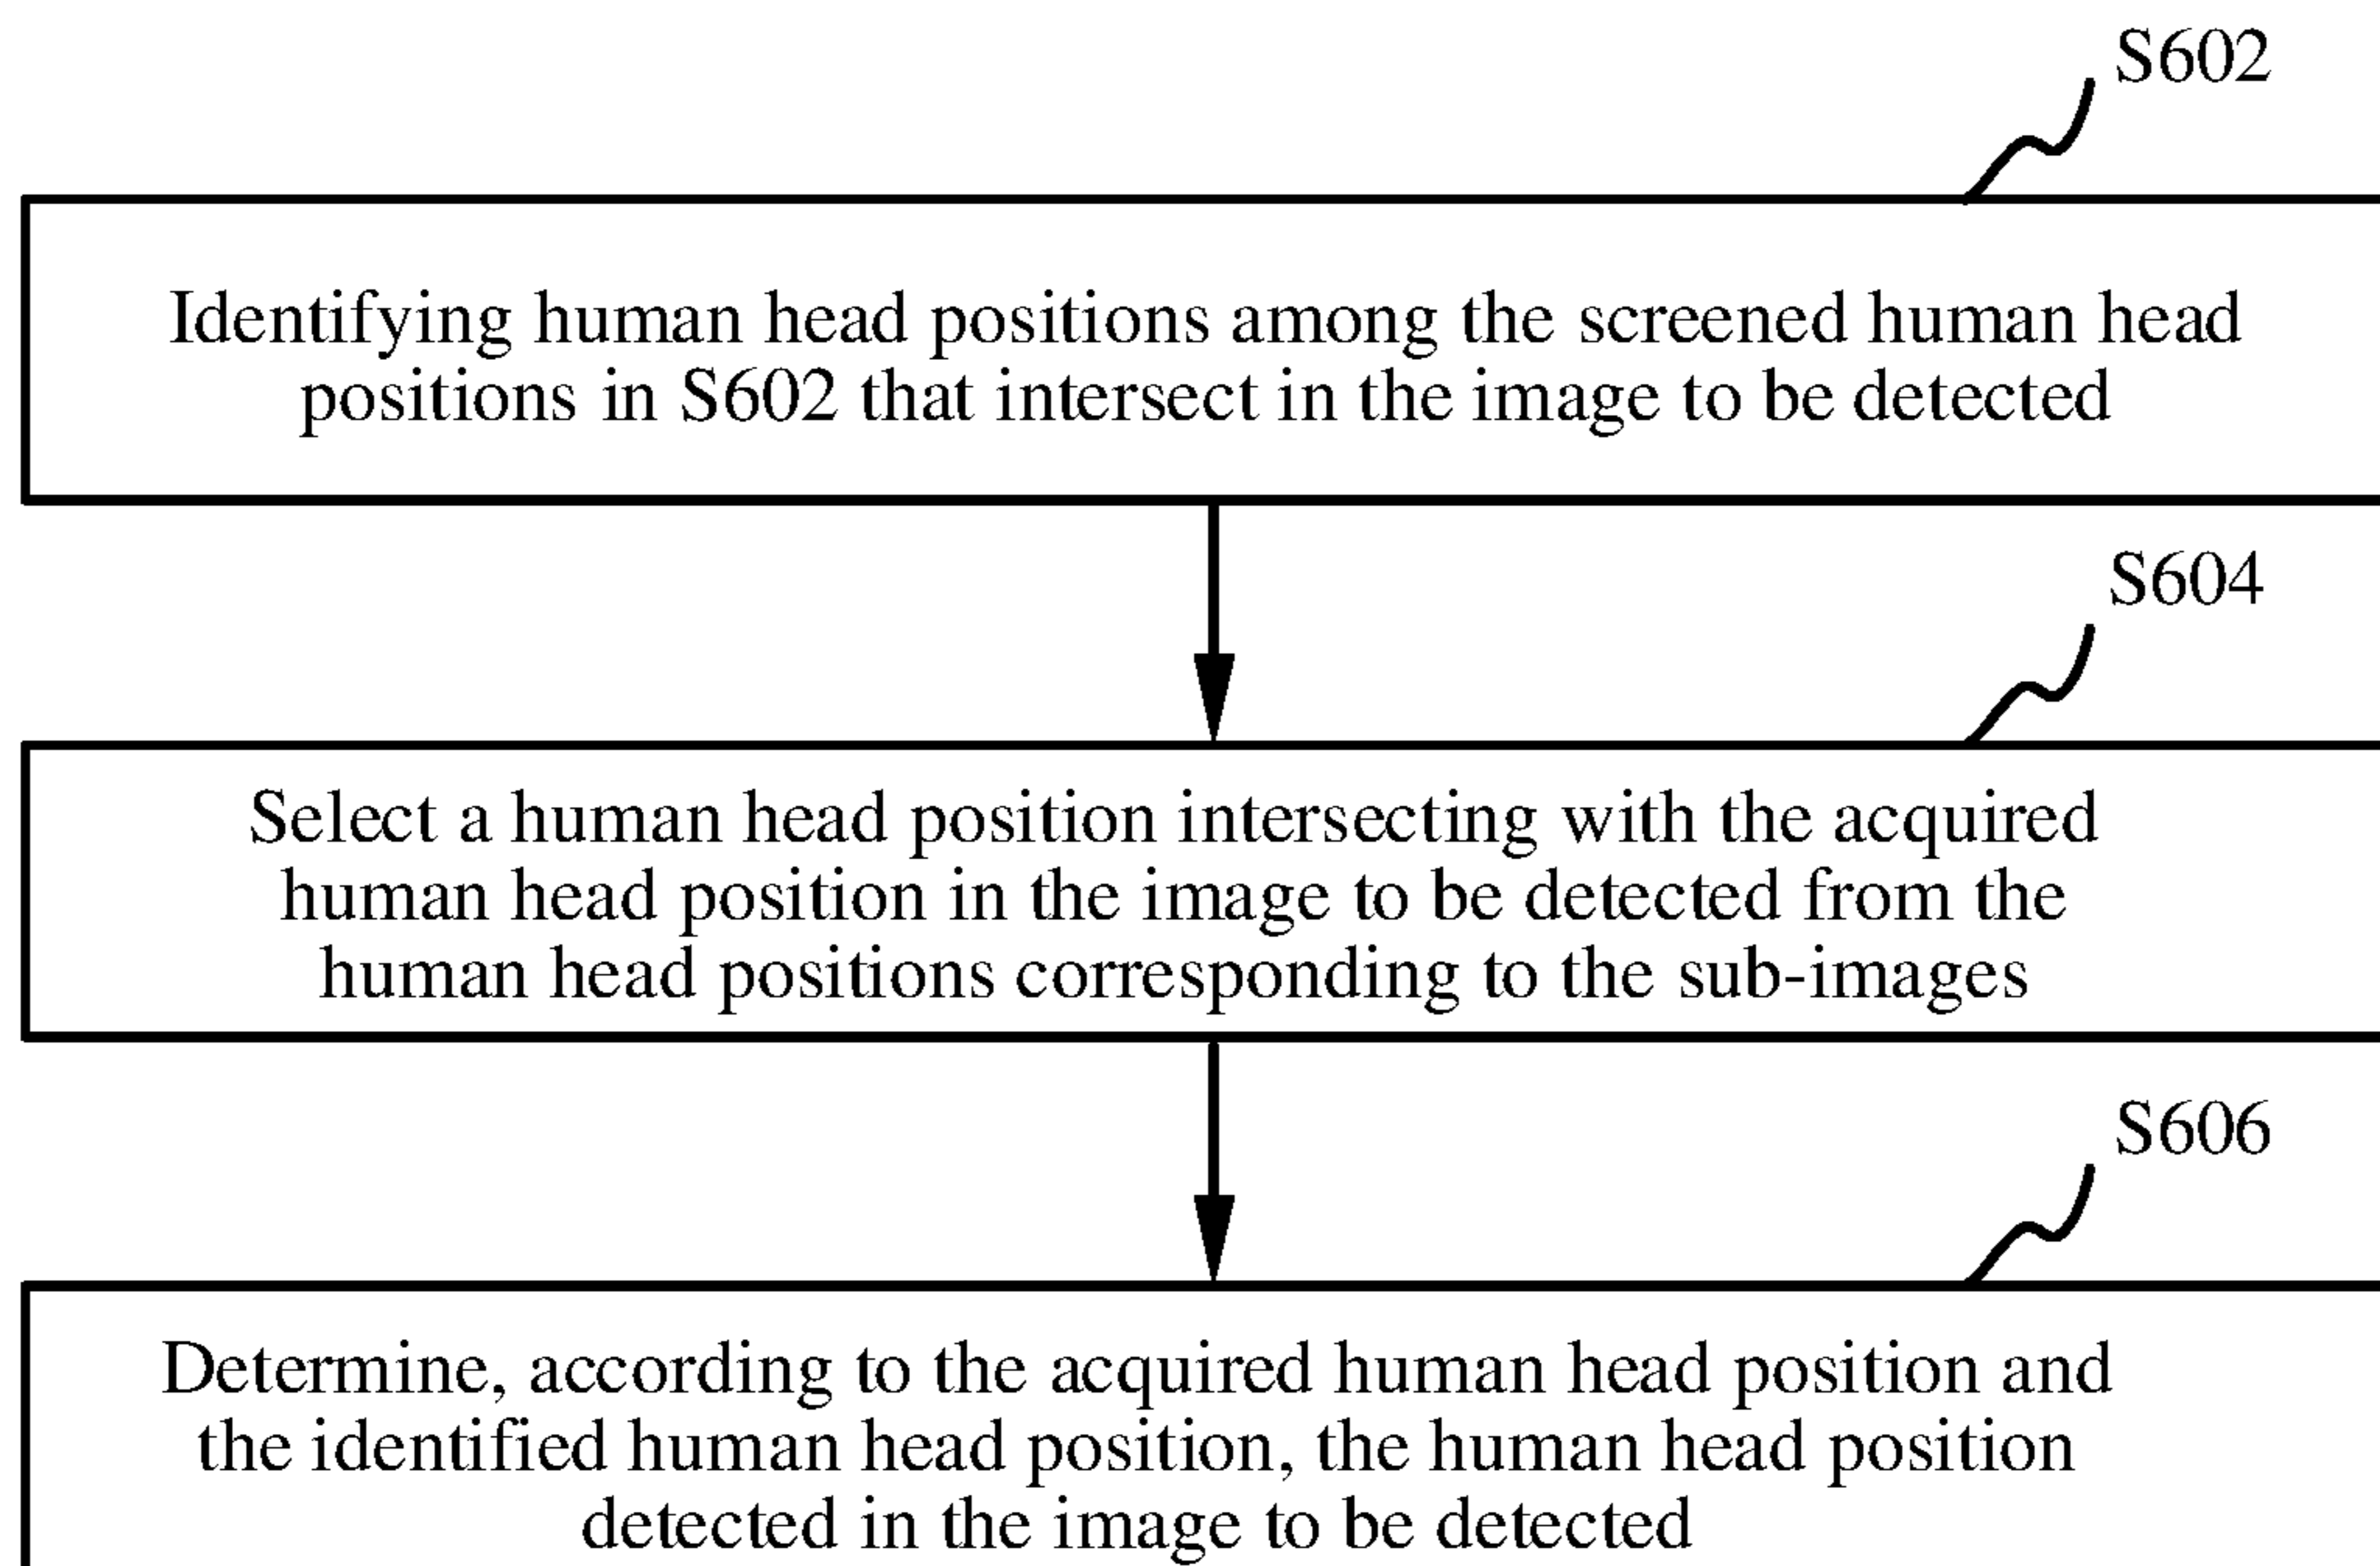 S602
Identifying human head positions among the screened human head
positions in S602 that intersect in the image to be detected
S604
Select a human head position intersecting with the acquired
human head position in the image to be detected from the
human head positions corresponding to the sub-images
S606
Determine, according to the acquired human head position and
the identified human head position, the human head position
detected in the image to be detected